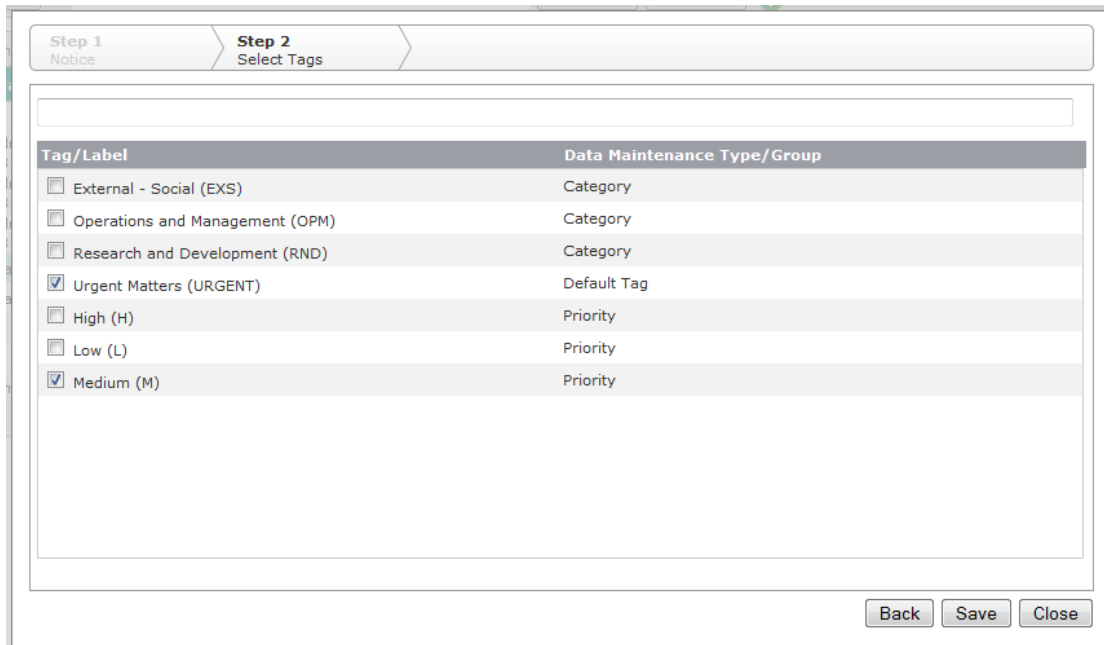 Step 1
Notice
Step 2
Select Tags
Tag/Label Data Maintenance Type/Group
External - Social (EXS) Category
Operations and Management (OPM) Category
Research and Development (RND) Category
Urgent Matters (URGENT) Default Tag
High (H) Priority
Low (L) Priority
Medium (M) Priority
Back Save Close